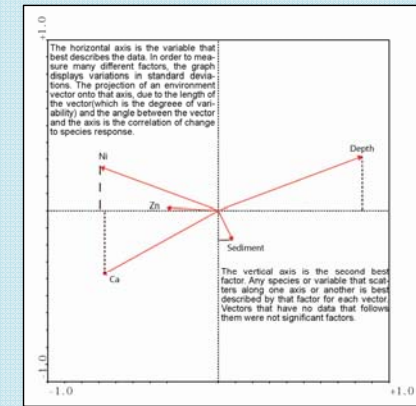 +1.0
The horizontal axis is the variable that
best describes the data. In order to mea-
sure many different factors, the graph
displays variations in standard devia-
tions. The projection of an environment
vector onto that axis, due to the length of
the vector(which is the degreee of vari-
ability) and the angle between the vector
and the axis is the correlation of change
to species response.
Ni
Depth
Zn
Sediment
Ca
The vertical axis is the second best
factor. Any species or variable that scat-
ters along one axis or another is best
described by that factor for each vector.
Vectors that have no data that follows
them were not significant factors.
-1.0
-1.0
+1.0